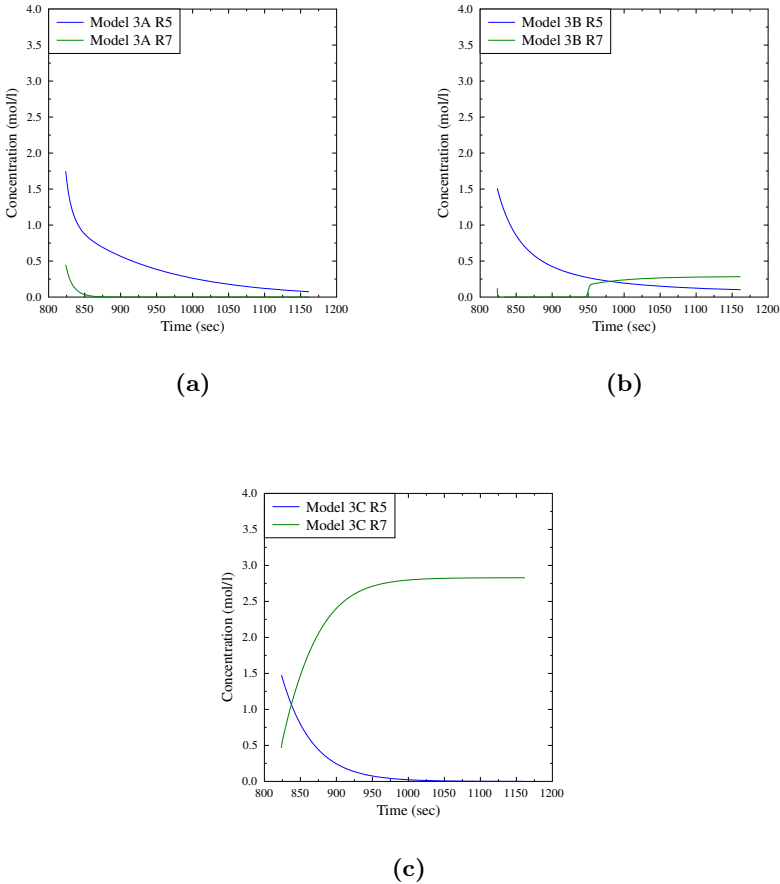 Model 3A R5
Model 3A R7
4.0
3.5
3.0
2.5
2.0
1.5
1.0
0.5
0.0
Concentration (mol/l)
800 850 900 950 1000 1050 1100 1150 1200
Time (sec)
(a)
Model 3B R5
Model 3B R7
4.0
3.5
3.0
2.5
2.0
1.5
1.0
0.5
0.0
Concentration (mol/l)
800 850 900 950 1000 1050 1100 1150 1200
Time (sec)
(b)
Model 3C R5
Model 3C R7
4.0
3.5
3.0
2.5
2.0
1.5
1.0
0.5
0.0
Concentration (mol/l)
800 850 900 950 1000 1050 1100 1150 1200
Time (sec)
(c)